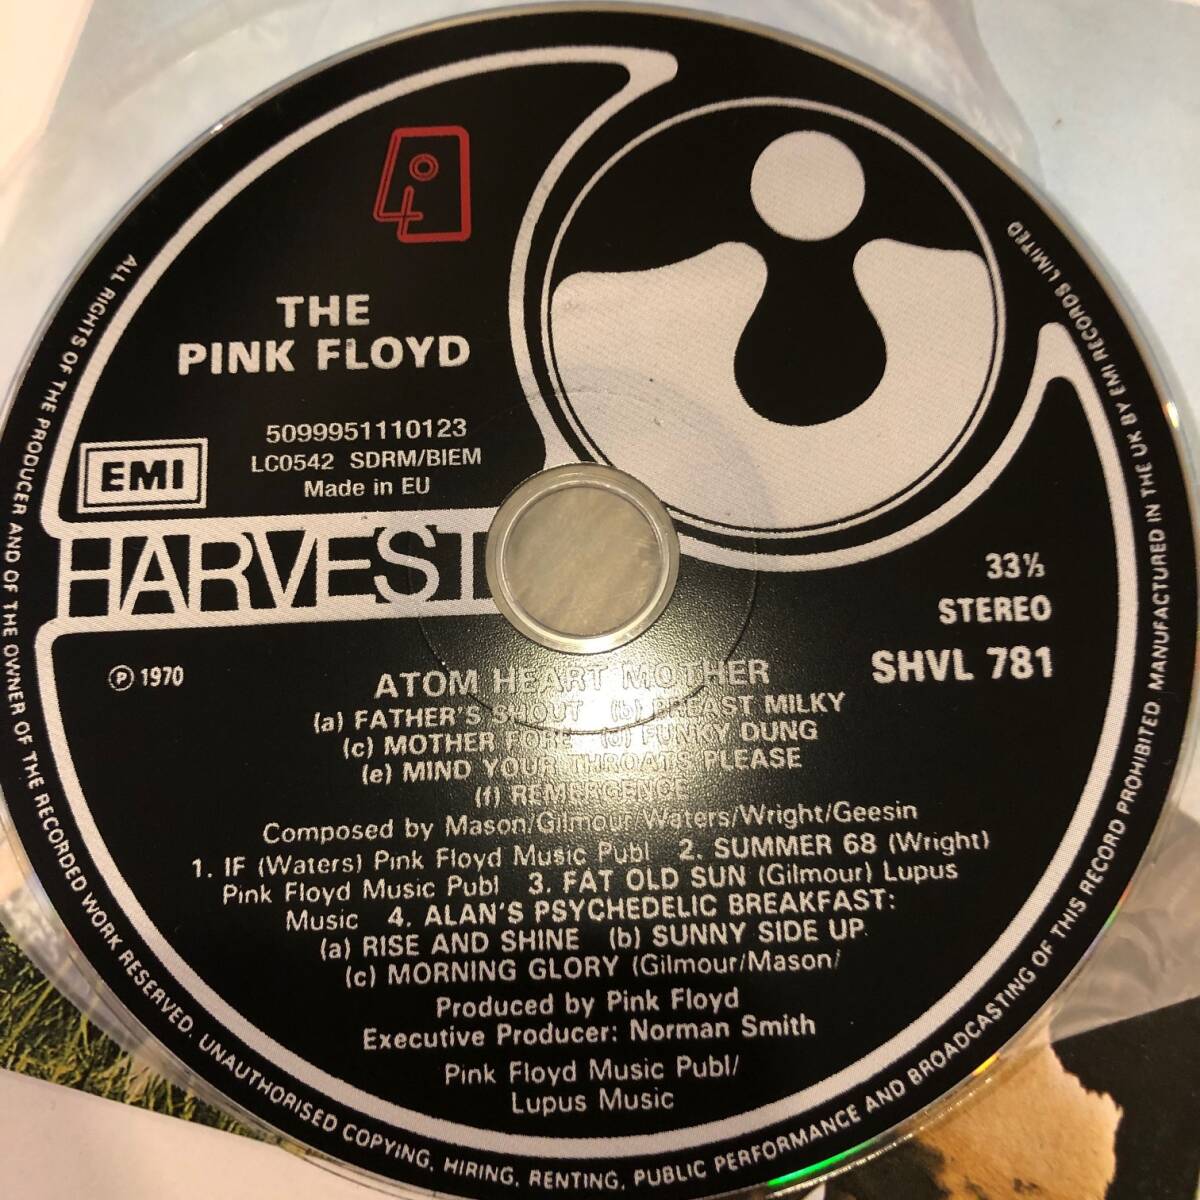 THE
PINK FLOYD
5099951110123
LC0542 SDRM/BIEM
Made in EU
EMI
HARVEST
33⅓
STEREO
SHVL 781
℗ 1970
ATOM HEART MOTHER
(a) FATHER'S SHOUT (b) BREAST MILKY
(c) MOTHER FORE (d) FUNKY DUNG
(e) MIND YOUR THROATS PLEASE
(f) REMERGENCE
Composed by Mason/Gilmour/Waters/Wright/Geesin
1. IF (Waters) Pink Floyd Music Publ 2. SUMMER 68 (Wright)
Pink Floyd Music Publ 3. FAT OLD SUN (Gilmour) Lupus
Music 4. ALAN'S PSYCHEDELIC BREAKFAST:
(a) RISE AND SHINE (b) SUNNY SIDE UP
(c) MORNING GLORY (Gilmour/Mason/
Produced by Pink Floyd
Executive Producer: Norman Smith
Pink Floyd Music Publ/
Lupus Music
ALL RIGHTS OF THE PRODUCER AND OF THE OWNER OF THE RECORDED WORK RESERVED. UNAUTHORISED COPYING, HIRING, RENTING, PUBLIC PERFORMANCE AND BROADCASTING OF THIS RECORD PROHIBITED MANUFACTURED IN THE UK BY EMI RECORDS LIMITED